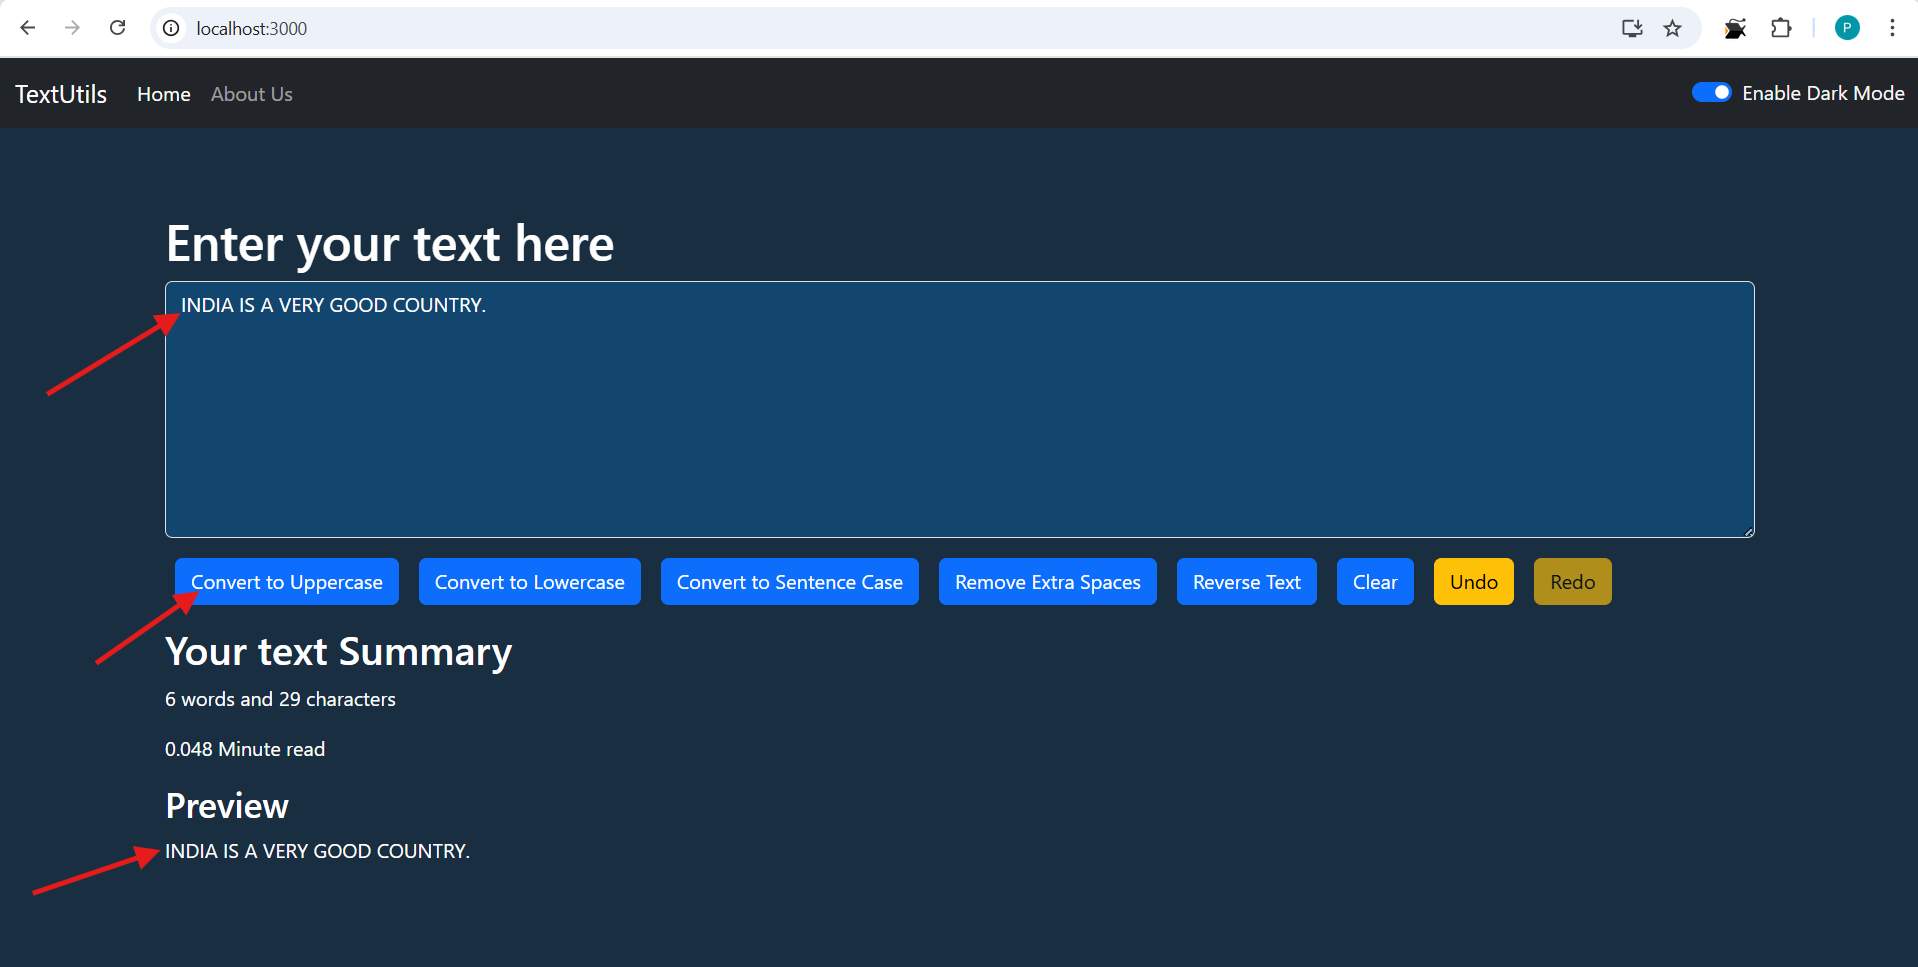 localhost:3000
P
TextUtils Home About Us Enable Dark Mode
Enter your text here
INDIA IS A VERY GOOD COUNTRY.
Convert to Uppercase Convert to Lowercase Convert to Sentence Case Remove Extra Spaces Reverse Text Clear Undo Redo
Your text Summary
6 words and 29 characters
0.048 Minute read
Preview
INDIA IS A VERY GOOD COUNTRY.